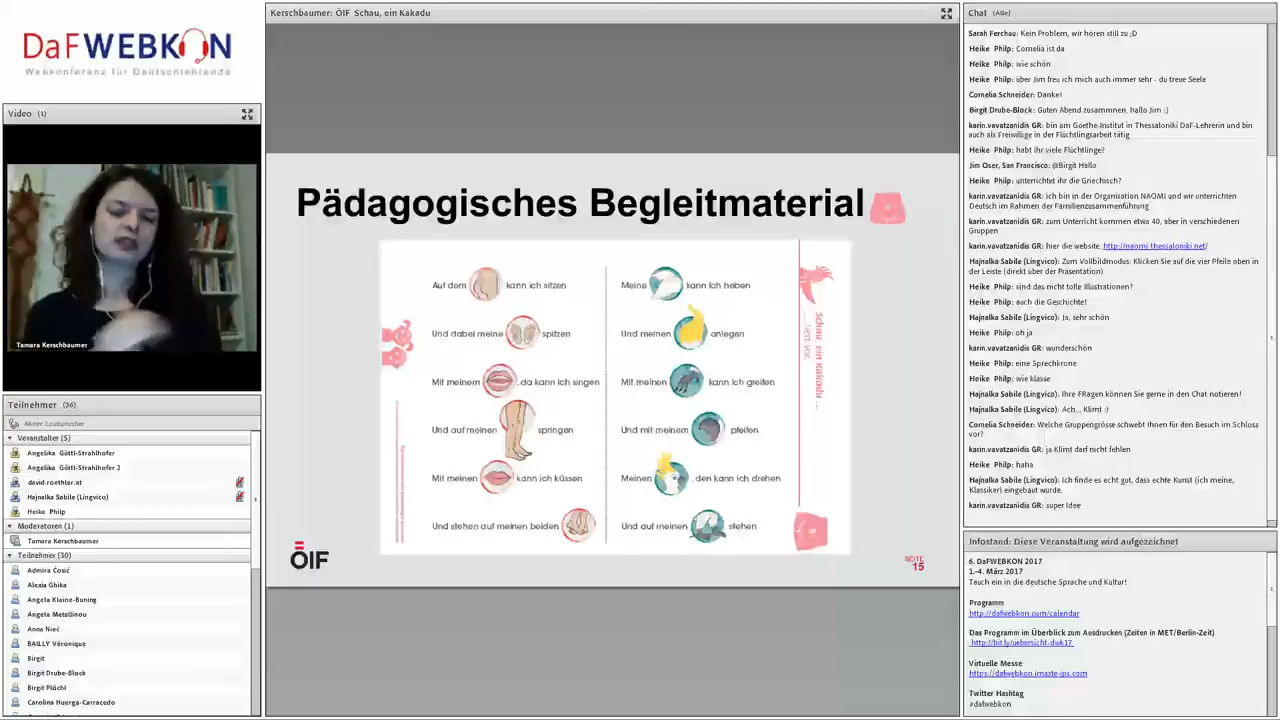 DaFWEBKON
Webkonferenz für Deutschlehrende
Video (1)
Tamara Kerschbaumer
Teilnehmer (36)
Aktive Lautsprecher
Veranstalter (5)
Angelika Göttl-Strahlhofer
Angelika Göttl-Strahlhofer 2
david.roethler.at
Hajnalka Sabile (Lingvico)
Heike Philp
Moderatoren (1)
Tamara Kerschbaumer
Teilnehmer (30)
Admira Ćosić
Alexia Ghika
Angela Kleine-Büning
Angela Metallinou
Anna Nieć
BAILLY Véronique
Birgit
Birgit Drube-Block
Birgit Plöchl
Carolina Huerga-Carracedo
Kerschbaumer: ÖIF Schau, ein Kakadu
Pädagogisches Begleitmaterial
Auf dem kann ich sitzen
Und dabei meine spitzen
Mit meinem , da kann ich singen
Und auf meinen springen
Mit meinen kann ich küssen
Und stehen auf meinen beiden
Meine kann ich heben
Und meinen anlegen
Mit meinen kann ich greifen
Und mit meinem pfeifen
Meinen , den kann ich drehen
Und auf meinen stehen
Schau, ein Kakadu ...
... liest vor.
ÖIF
SEITE
15
Chat (Alle)
Sarah Ferchau: Kein Problem, wir hören still zu ;D
Heike Philp: Cornelia ist da
Heike Philp: wie schön
Heike Philp: über Jim freu ich mich auch immer sehr - du treue Seele
Cornelia Schneider: Danke!
Birgit Drube-Block: Guten Abend zusammnen, hallo Jim :)
karin.vavatzanidis GR: bin am Goethe-Institut in Thessaloniki DaF-Lehrerin und bin
auch als Freiwillige in der Flüchtlingsarbeit tätig
Heike Philp: habt ihr viele Flüchtlinge?
Jim Oser, San Francisco: @Birgit Hallo
Heike Philp: unterrichtet ihr die Griechisch?
karin.vavatzanidis GR: ich bin in der Organisation NAOMI und wir unterrichten
Deutsch im Rahmen der Familienzusammenführung
karin.vavatzanidis GR: zum Unterricht kommen etwa 40, aber in verschiedenen
Gruppen
karin.vavatzanidis GR: hier die website: http://naomi-thessaloniki.net/
Hajnalka Sabile (Lingvico): Zum Vollbildmodus: Klicken Sie auf die vier Pfeile oben in
der Leiste (direkt über der Präsentation)
Heike Philp: sind das nicht tolle Illustrationen?
Heike Philp: auch die Geschichte!
Hajnalka Sabile (Lingvico): Ja, sehr schön
Heike Philp: oh ja
karin.vavatzanidis GR: wunderschön
Heike Philp: eine Sprechkrone
Heike Philp: wie klasse
Hajnalka Sabile (Lingvico): Ihre FRagen können Sie gerne in den Chat notieren!
Hajnalka Sabile (Lingvico): Ach... Klimt :)
Cornelia Schneider: Welche Gruppengrösse schwebt Ihnen für den Besuch im Schloss
vor?
karin.vavatzanidis GR: ja Klimt darf nicht fehlen
Heike Philp: haha
Hajnalka Sabile (Lingvico): Ich finde es echt gut, dass echte Kunst (ich meine,
Klassiker) eingebaut wurde.
karin.vavatzanidis GR: super Idee
Infostand: Diese Veranstaltung wird aufgezeichnet
6. DaFWEBKON 2017
1.-4. März 2017
Tauch ein in die deutsche Sprache und Kultur!
Programm
http://dafwebkon.com/calendar
Das Programm im Überblick zum Ausdrucken (Zeiten in MET/Berlin-Zeit)
http://bit.ly/uebersicht-dwk17
Virtuelle Messe
https://dafwebkon.imaste-ips.com
Twitter Hashtag
#dafwebkon